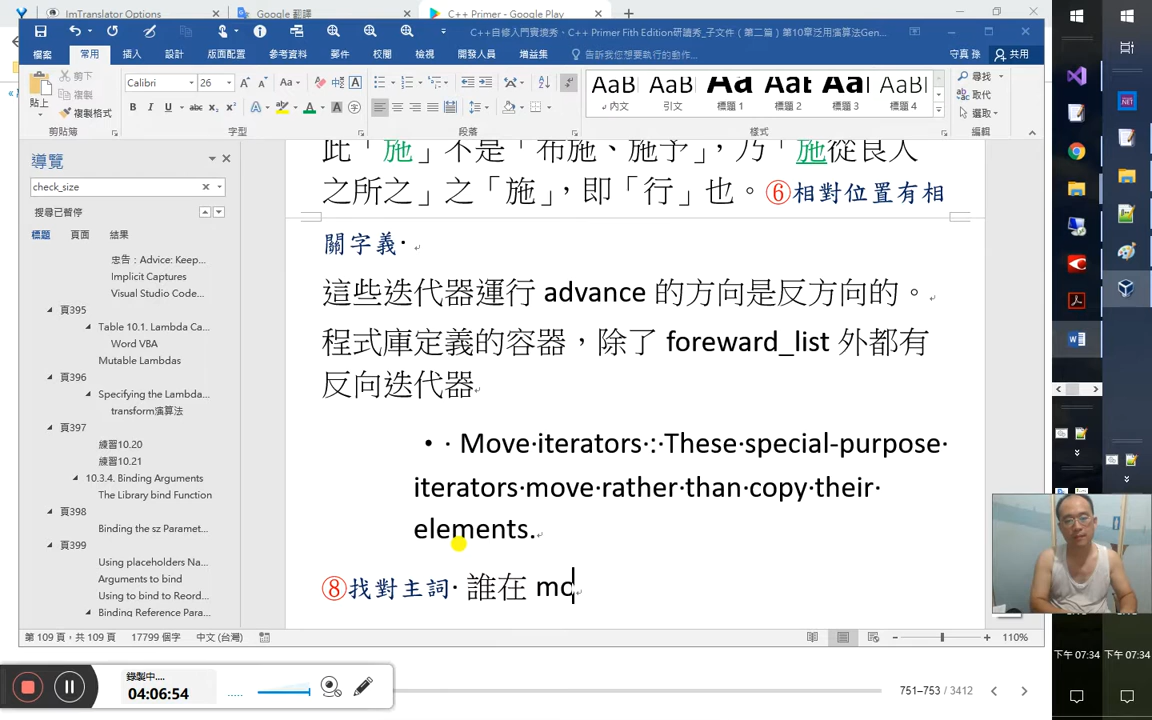 ImTranslator Options
Google 翻譯
C++ Primer - Google Play
C++自修入門實境秀、C++ Primer Fith Edition研讀秀_子文件（第二篇）第10章泛用演算法Gen...
檔案 常用 插入 設計 版面配置 參考資料 郵件 校閱 檢視 開發人員 增益集 告訴我您想要執行的動作... 守真 孫 共用
貼上 剪下 複製 複製格式
Calibri 26
AaB AaB AaB AaB AaB AaBb
內文 引文 標題 1 標題 2 標題 3 標題 4
尋找 取代 選取
剪貼簿 字型 段落 樣式 編輯
導覽
check_size
搜尋已暫停
標題 頁面 結果
忠告：Advice: Keep...
Implicit Captures
Visual Studio Code...
頁395
Table 10.1. Lambda Ca...
Word VBA
Mutable Lambdas
頁396
Specifying the Lambda...
transform演算法
頁397
練習10.20
練習10.21
10.3.4. Binding Arguments
The Library bind Function
頁398
Binding the sz Paramet...
頁399
Using placeholders Na...
Arguments to bind
Using to bind to Reord...
Binding Reference Para...
此「施」不是「布施、施予」，乃「施從良人
之所之」之「施」，即「行」也。⑥相對位置有相
關字義·
這些迭代器運行 advance 的方向是反方向的。
程式庫定義的容器，除了 foreward_list 外都有
反向迭代器
• · Move·iterators·:·These·special-purpose·
iterators·move·rather·than·copy·their·
elements.
⑧找對主詞· 誰在 mo
第 109 頁，共 109 頁 17799 個字 中文 (台灣) 110%
錄製中...
04:06:54
751–753 / 3412
下午 07:34 下午 07:34